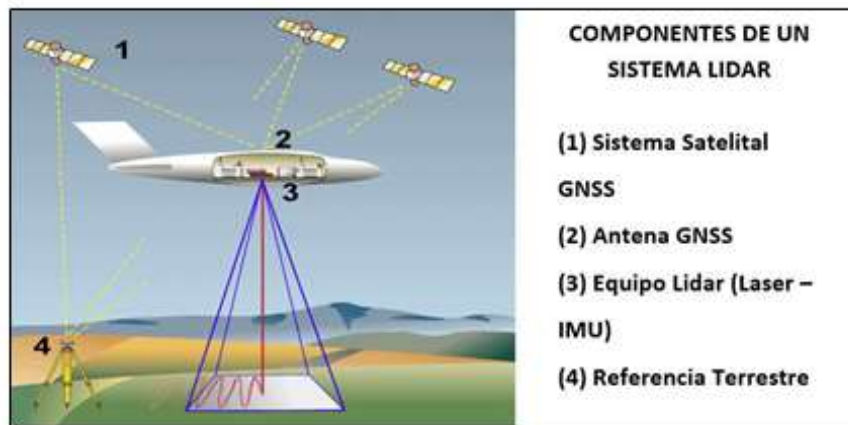 COMPONENTES DE UN
SISTEMA LIDAR
1
2
3
4
(1) Sistema Satelital
GNSS
(2) Antena GNSS
(3) Equipo Lidar (Laser –
IMU)
(4) Referencia Terrestre